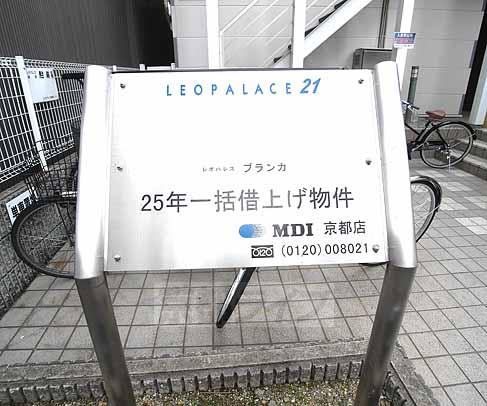 LEOPALACE 21
レオパレス ブランカ
25年一括借上げ物件
MDI 京都店
(0120)008021